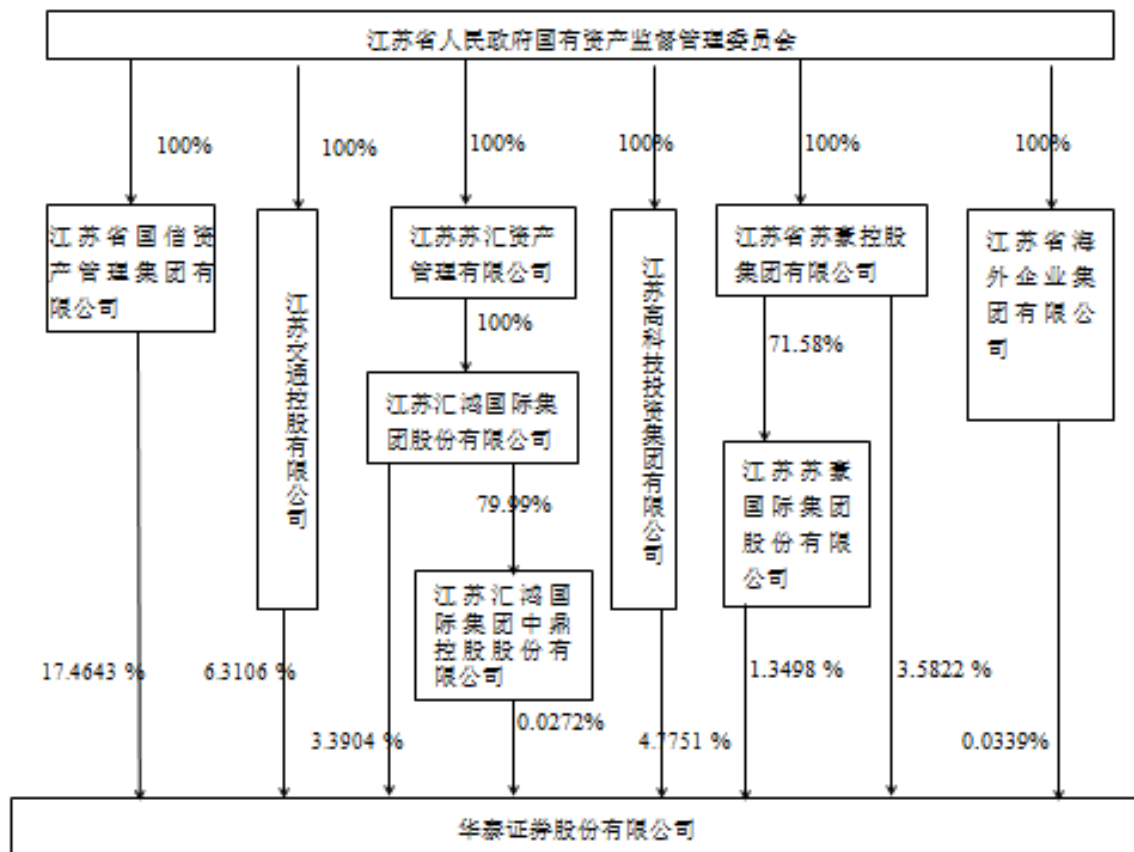 江苏省人民政府国有资产监督管理委员会
100%
100%
100%
100%
100%
100%
江苏省国信资
产管理集团有
限公司
江苏交通控股有限公司
江苏苏汇资产
管理有限公司
江苏高科技投资集团有限公司
江苏省苏豪控股
集团有限公司
江苏省海
外企业集
团有限公
司
100%
71.58%
江苏汇鸿国际集
团股份有限公司
79.99%
江苏苏豪
国际集团
股份有限
公司
江苏汇鸿国
际集团中鼎
控股股份有
限公司
17.4643 %
6.3106 %
3.3904 %
0.0272%
4.7751 %
1.3498 %
3.5822 %
0.0339%
华泰证券股份有限公司